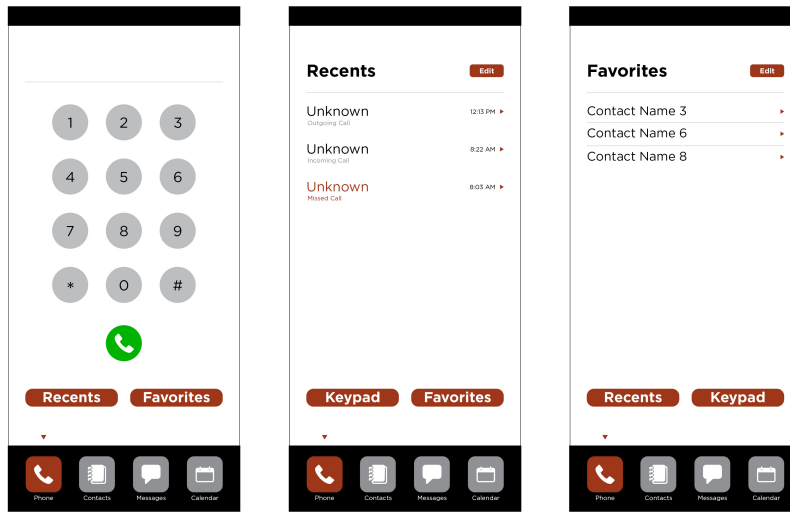 1 2 3
4 5 6
7 8 9
* 0 #
Recents Favorites
Phone Contacts Messages Calendar
Recents Edit
Unknown 12:13 PM
Outgoing Call
Unknown 8:22 AM
Incoming Call
Unknown 8:03 AM
Missed Call
Keypad Favorites
Phone Contacts Messages Calendar
Favorites Edit
Contact Name 3
Contact Name 6
Contact Name 8
Recents Keypad
Phone Contacts Messages Calendar